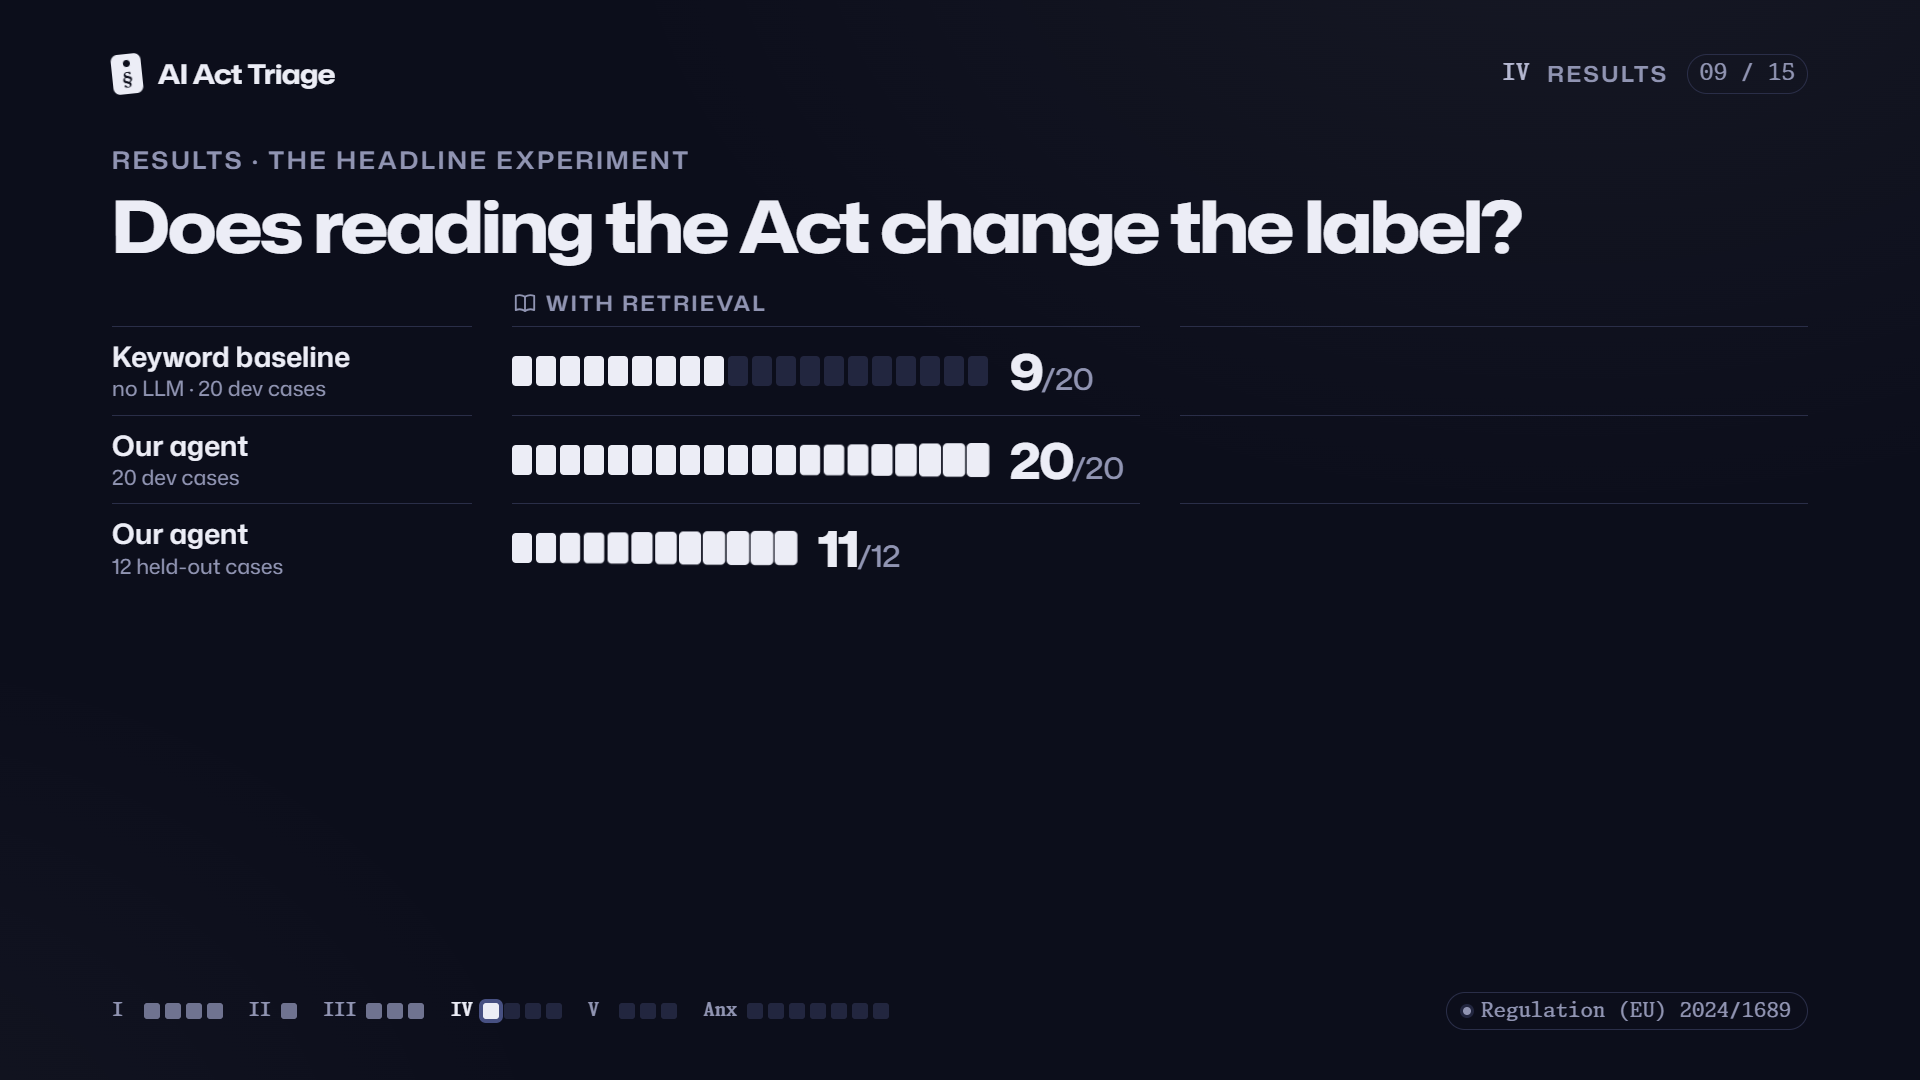 § AI Act Triage
IV RESULTS 09 / 15
RESULTS · THE HEADLINE EXPERIMENT
Does reading the Act change the label?
WITH RETRIEVAL
Keyword baseline
no LLM · 20 dev cases
9/20
Our agent
20 dev cases
20/20
Our agent
12 held-out cases
11/12
I II III IV V Anx
Regulation (EU) 2024/1689